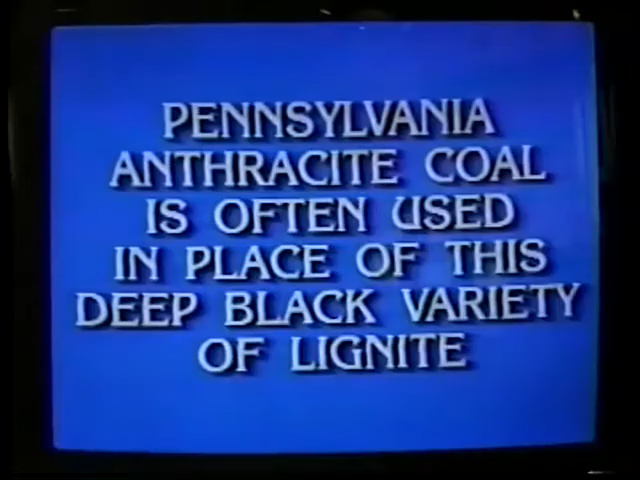 PENNSYLVANIA
ANTHRACITE COAL
IS OFTEN USED
IN PLACE OF THIS
DEEP BLACK VARIETY
OF LIGNITE